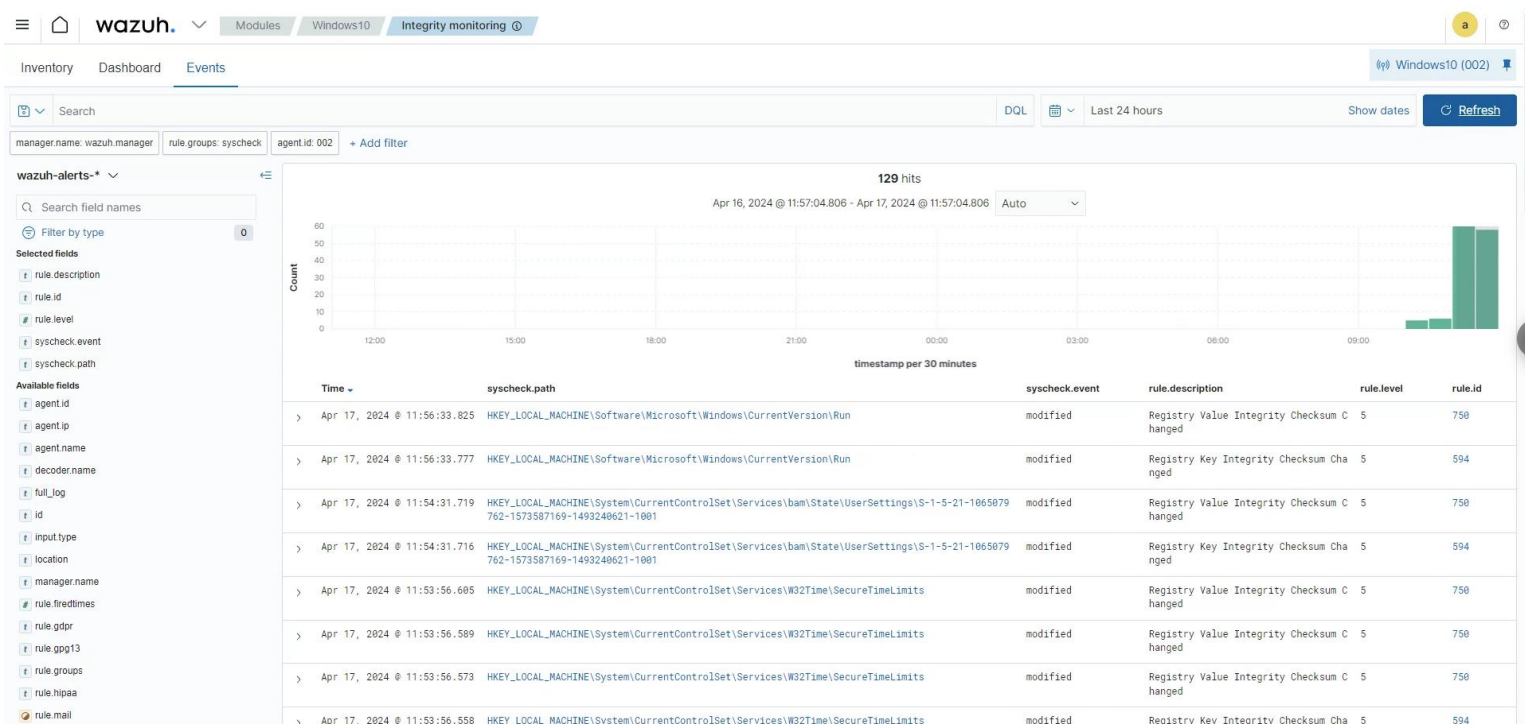 wazuh. Modules Windows10 Integrity monitoring a
Inventory Dashboard Events Windows10 (002)
Search DQL Last 24 hours Show dates Refresh
manager.name: wazuh.manager rule.groups: syscheck agent.id: 002 + Add filter
wazuh-alerts-*
Search field names
Filter by type 0
Selected fields
t rule.description
t rule.id
# rule.level
t syscheck.event
t syscheck.path
Available fields
t agent.id
t agent.ip
t agent.name
t decoder.name
t full_log
t id
t input.type
t location
t manager.name
# rule.firedtimes
t rule.gdpr
t rule.gpg13
t rule.groups
t rule.hipaa
rule.mail
129 hits
Apr 16, 2024 @ 11:57:04.806 - Apr 17, 2024 @ 11:57:04.806 Auto
60
50
40
30
20
10
0
Count
12:00 15:00 18:00 21:00 00:00 03:00 06:00 09:00
timestamp per 30 minutes
Time syscheck.path syscheck.event rule.description rule.level rule.id
Apr 17, 2024 @ 11:56:33.825 HKEY_LOCAL_MACHINE\Software\Microsoft\Windows\CurrentVersion\Run modified Registry Value Integrity Checksum C 5 750
hanged
Apr 17, 2024 @ 11:56:33.777 HKEY_LOCAL_MACHINE\Software\Microsoft\Windows\CurrentVersion\Run modified Registry Key Integrity Checksum Cha 5 594
nged
Apr 17, 2024 @ 11:54:31.719 HKEY_LOCAL_MACHINE\System\CurrentControlSet\Services\bam\State\UserSettings\S-1-5-21-1065079 modified Registry Value Integrity Checksum C 5 750
762-1573587169-1493240621-1001 hanged
Apr 17, 2024 @ 11:54:31.716 HKEY_LOCAL_MACHINE\System\CurrentControlSet\Services\bam\State\UserSettings\S-1-5-21-1065079 modified Registry Key Integrity Checksum Cha 5 594
762-1573587169-1493240621-1001 nged
Apr 17, 2024 @ 11:53:56.605 HKEY_LOCAL_MACHINE\System\CurrentControlSet\Services\W32Time\SecureTimeLimits modified Registry Value Integrity Checksum C 5 750
hanged
Apr 17, 2024 @ 11:53:56.589 HKEY_LOCAL_MACHINE\System\CurrentControlSet\Services\W32Time\SecureTimeLimits modified Registry Value Integrity Checksum C 5 750
hanged
Apr 17, 2024 @ 11:53:56.573 HKEY_LOCAL_MACHINE\System\CurrentControlSet\Services\W32Time\SecureTimeLimits modified Registry Value Integrity Checksum C 5 750
hanged
Apr 17, 2024 @ 11:53:56.558 HKEY_LOCAL_MACHINE\System\CurrentControlSet\Services\W32Time\SecureTimeLimits modified Registry Key Integrity Checksum Cha 5 594